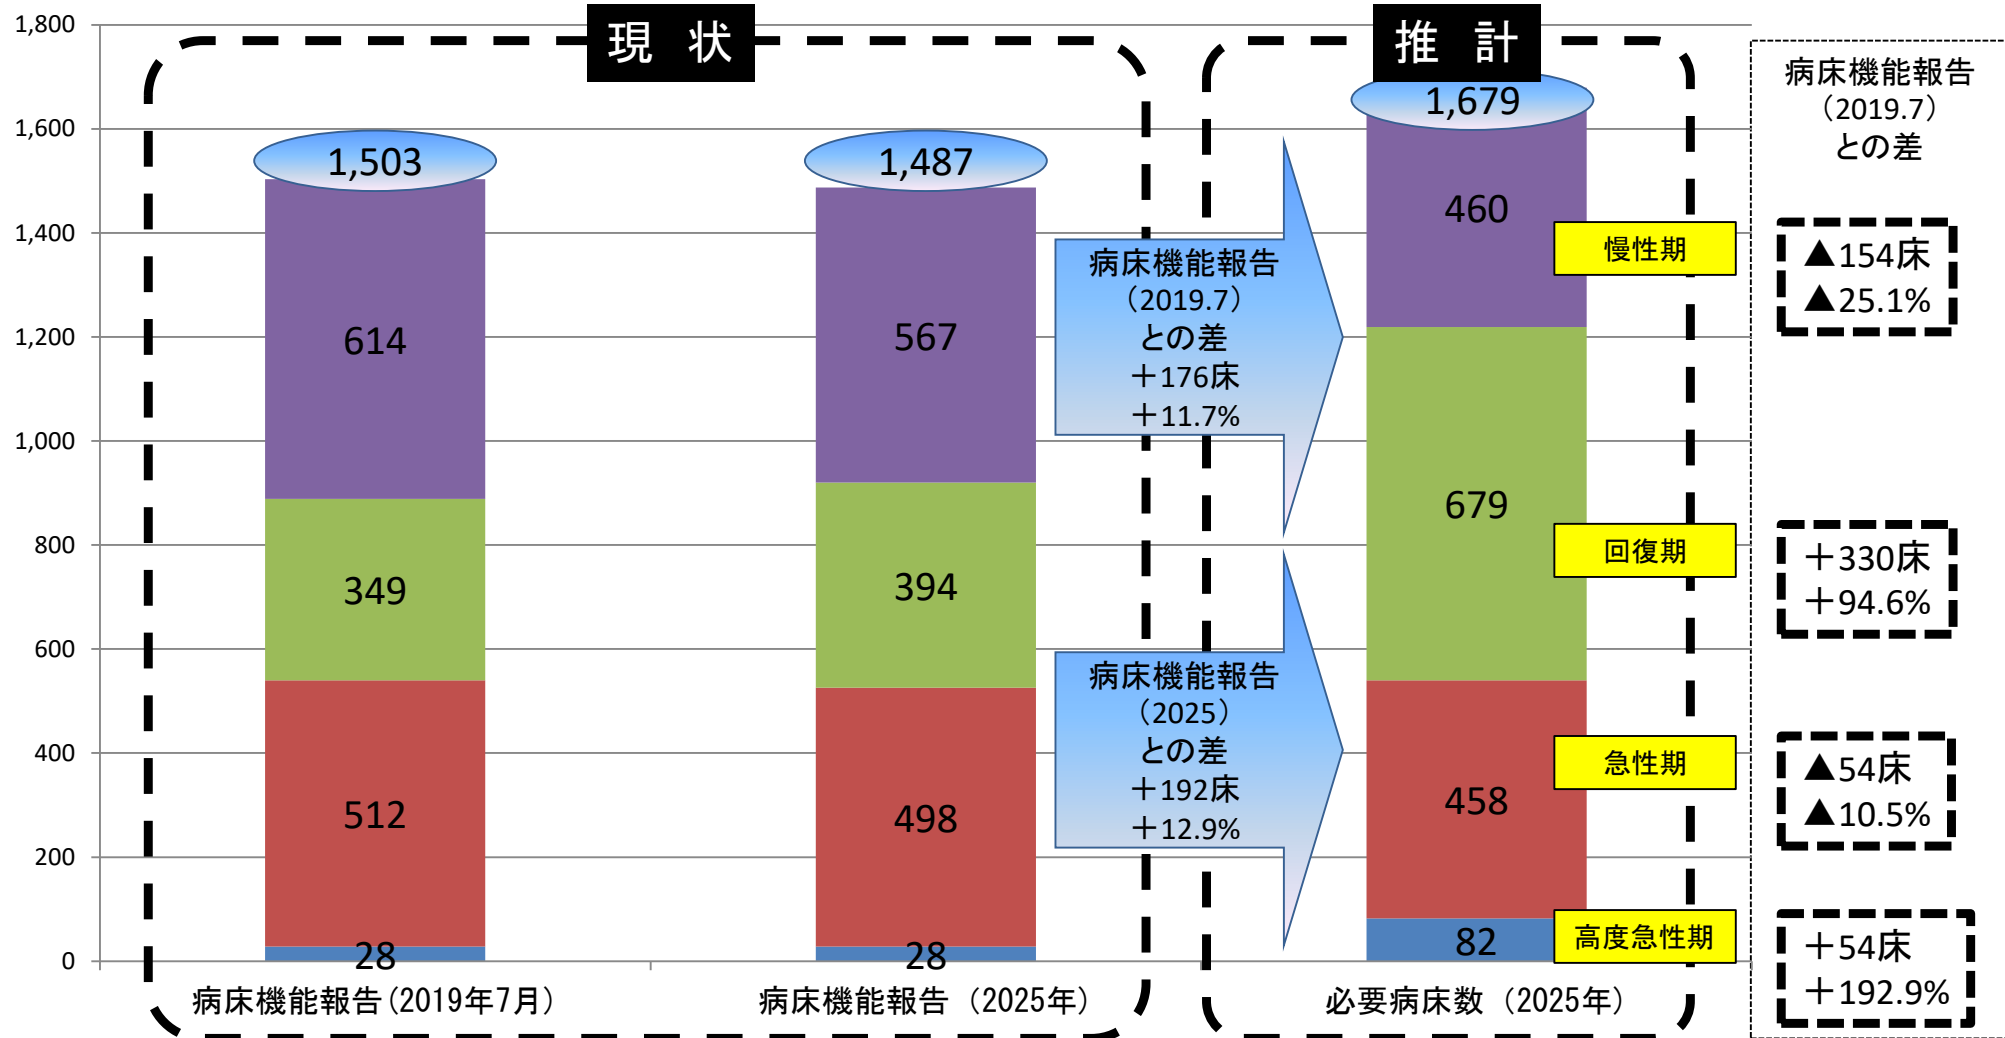 現 状
推 計
1,800
1,600
1,400
1,200
1,000
800
600
400
200
0
1,503
614
349
512
28
病床機能報告(2019年7月)
1,487
567
394
498
28
病床機能報告（2025年）
病床機能報告
（2019.7）
との差
＋176床
＋11.7%
病床機能報告
（2025）
との差
＋192床
＋12.9%
1,679
460
679
458
82
必要病床数（2025年）
慢性期
回復期
急性期
高度急性期
病床機能報告
（2019.7）
との差
▲154床
▲25.1%
＋330床
＋94.6%
▲54床
▲10.5%
＋54床
＋192.9%